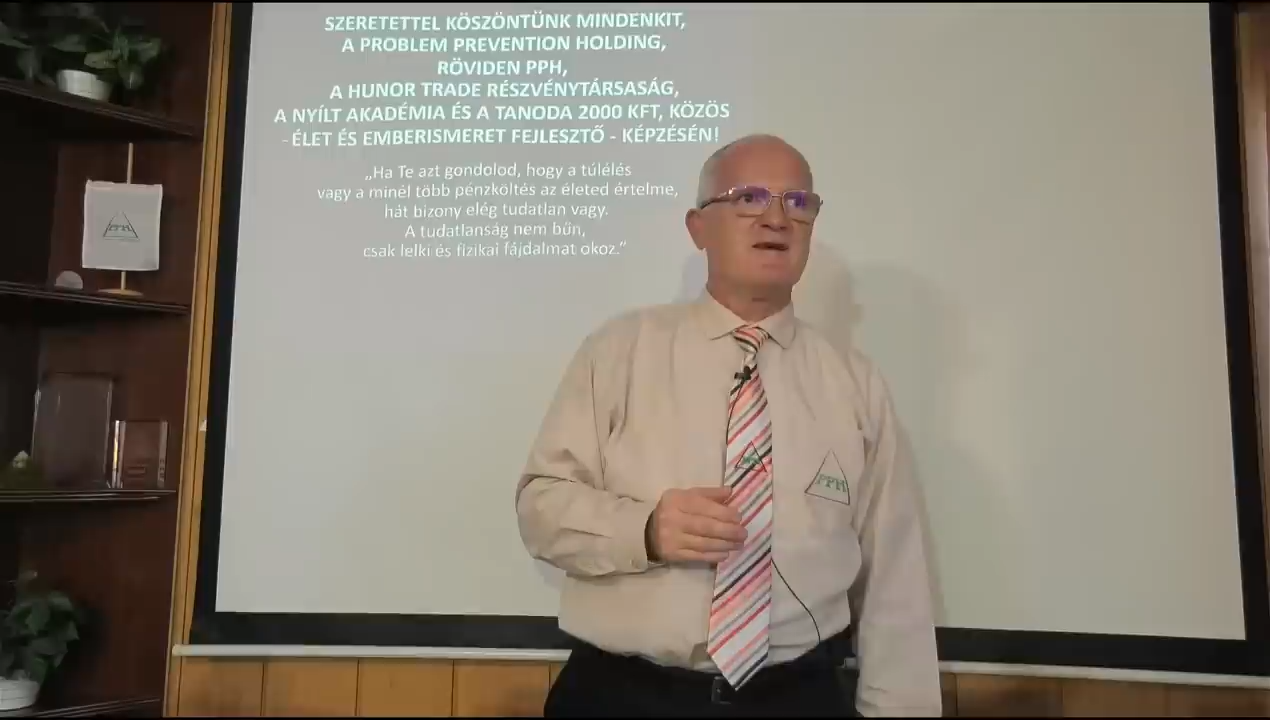 SZERETETTEL KÖSZÖNTÜNK MINDENKIT,
A PROBLEM PREVENTION HOLDING,
RÖVIDEN PPH,
A HUNOR TRADE RÉSZVÉNYTÁRSASÁG,
A NYÍLT AKADÉMIA ÉS A TANODA 2000 KFT, KÖZÖS
- ÉLET ÉS EMBERISMERET FEJLESZTŐ - KÉPZÉSÉN!
„Ha Te azt gondolod, hogy a túlélés
vagy a minél több pénzköltés az életed értelme,
hát bizony elég tudatlan vagy.
A tudatlanság nem bűn,
csak lelki és fizikai fájdalmat okoz.”
PPH
PPH